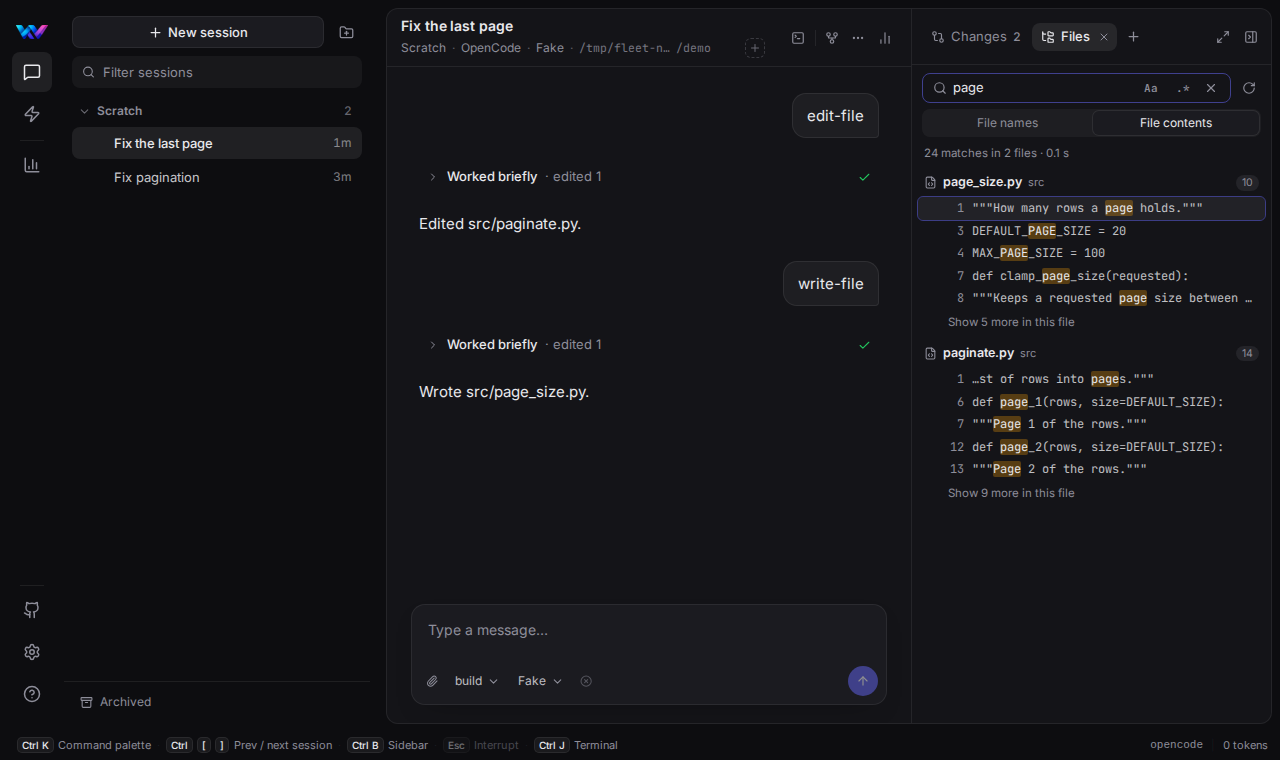 New session
Filter sessions
Scratch 2
Fix the last page 1m
Fix pagination 3m
Archived
Fix the last page
Scratch · OpenCode · Fake · /tmp/fleet-n… /demo
edit-file
Worked briefly · edited 1
Edited src/paginate.py.
write-file
Worked briefly · edited 1
Wrote src/page_size.py.
Type a message...
build Fake
Changes 2 Files
page Aa .*
File names File contents
24 matches in 2 files · 0.1 s
page_size.py src 10
1 """How many rows a page holds."""
3 DEFAULT_PAGE_SIZE = 20
4 MAX_PAGE_SIZE = 100
7 def clamp_page_size(requested):
8 """Keeps a requested page size between …
Show 5 more in this file
paginate.py src 14
1 …st of rows into pages."""
6 def page_1(rows, size=DEFAULT_SIZE):
7 """Page 1 of the rows."""
12 def page_2(rows, size=DEFAULT_SIZE):
13 """Page 2 of the rows."""
Show 9 more in this file
Ctrl K Command palette Ctrl [ ] Prev / next session Ctrl B Sidebar Esc Interrupt Ctrl J Terminal opencode 0 tokens